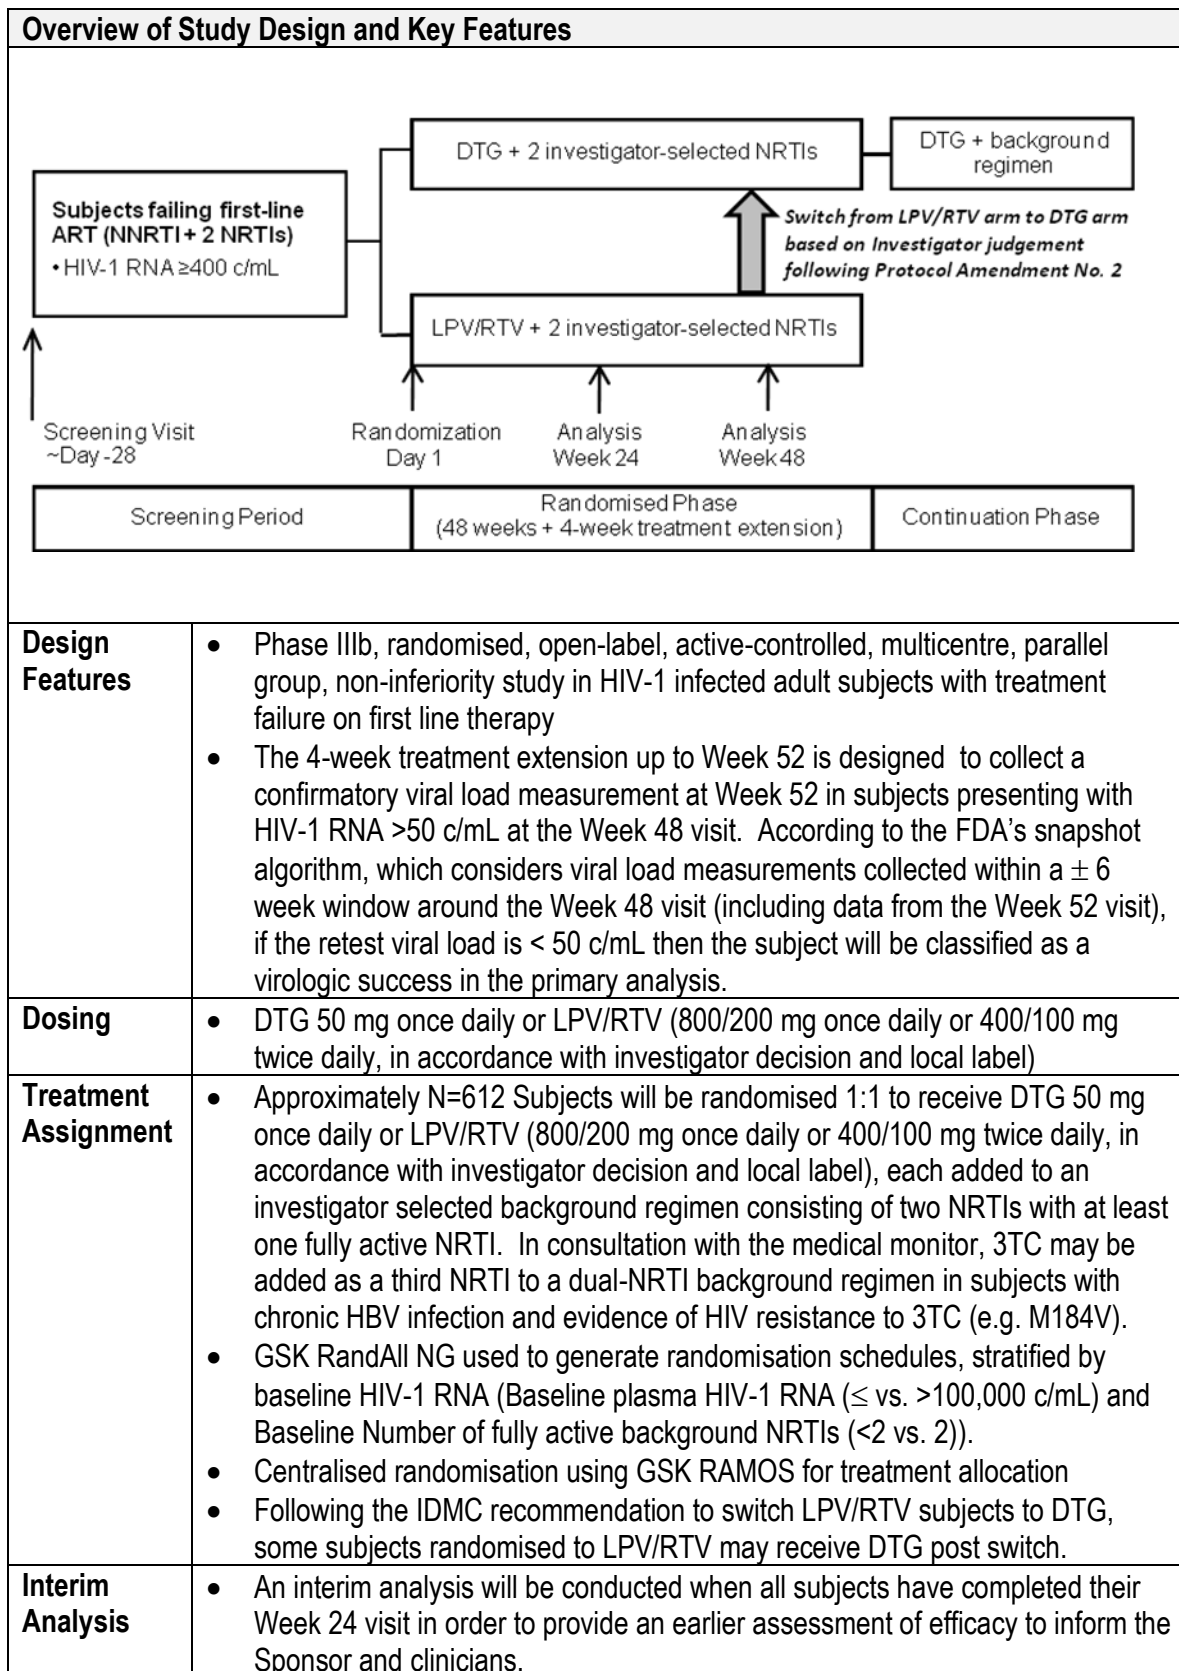 Overview of Study Design and Key Features
DTG + 2 investigator-selected NRTIs
DTG + background
regimen
Subjects failing first-line
ART (NNRTI + 2 NRTIs)
• HIV-1 RNA ≥400 c/mL
Switch from LPV/RTV arm to DTG arm
based on Investigator judgement
following Protocol Amendment No. 2
LPV/RTV + 2 investigator-selected NRTIs
Screening Visit
~Day -28
Randomization
Day 1
Analysis
Week 24
Analysis
Week 48
Screening Period
Randomised Phase
(48 weeks + 4-week treatment extension)
Continuation Phase
Design
Features
• Phase IIIb, randomised, open-label, active-controlled, multicentre, parallel
group, non-inferiority study in HIV-1 infected adult subjects with treatment
failure on first line therapy
• The 4-week treatment extension up to Week 52 is designed  to collect a
confirmatory viral load measurement at Week 52 in subjects presenting with
HIV-1 RNA >50 c/mL at the Week 48 visit.  According to the FDA's snapshot
algorithm, which considers viral load measurements collected within a ± 6
week window around the Week 48 visit (including data from the Week 52 visit),
if the retest viral load is < 50 c/mL then the subject will be classified as a
virologic success in the primary analysis.
Dosing
• DTG 50 mg once daily or LPV/RTV (800/200 mg once daily or 400/100 mg
twice daily, in accordance with investigator decision and local label)
Treatment
Assignment
• Approximately N=612 Subjects will be randomised 1:1 to receive DTG 50 mg
once daily or LPV/RTV (800/200 mg once daily or 400/100 mg twice daily, in
accordance with investigator decision and local label), each added to an
investigator selected background regimen consisting of two NRTIs with at least
one fully active NRTI.  In consultation with the medical monitor, 3TC may be
added as a third NRTI to a dual-NRTI background regimen in subjects with
chronic HBV infection and evidence of HIV resistance to 3TC (e.g. M184V).
• GSK RandAll NG used to generate randomisation schedules, stratified by
baseline HIV-1 RNA (Baseline plasma HIV-1 RNA (≤ vs. >100,000 c/mL) and
Baseline Number of fully active background NRTIs (<2 vs. 2)).
• Centralised randomisation using GSK RAMOS for treatment allocation
• Following the IDMC recommendation to switch LPV/RTV subjects to DTG,
some subjects randomised to LPV/RTV may receive DTG post switch.
Interim
Analysis
• An interim analysis will be conducted when all subjects have completed their
Week 24 visit in order to provide an earlier assessment of efficacy to inform the
Sponsor and clinicians.